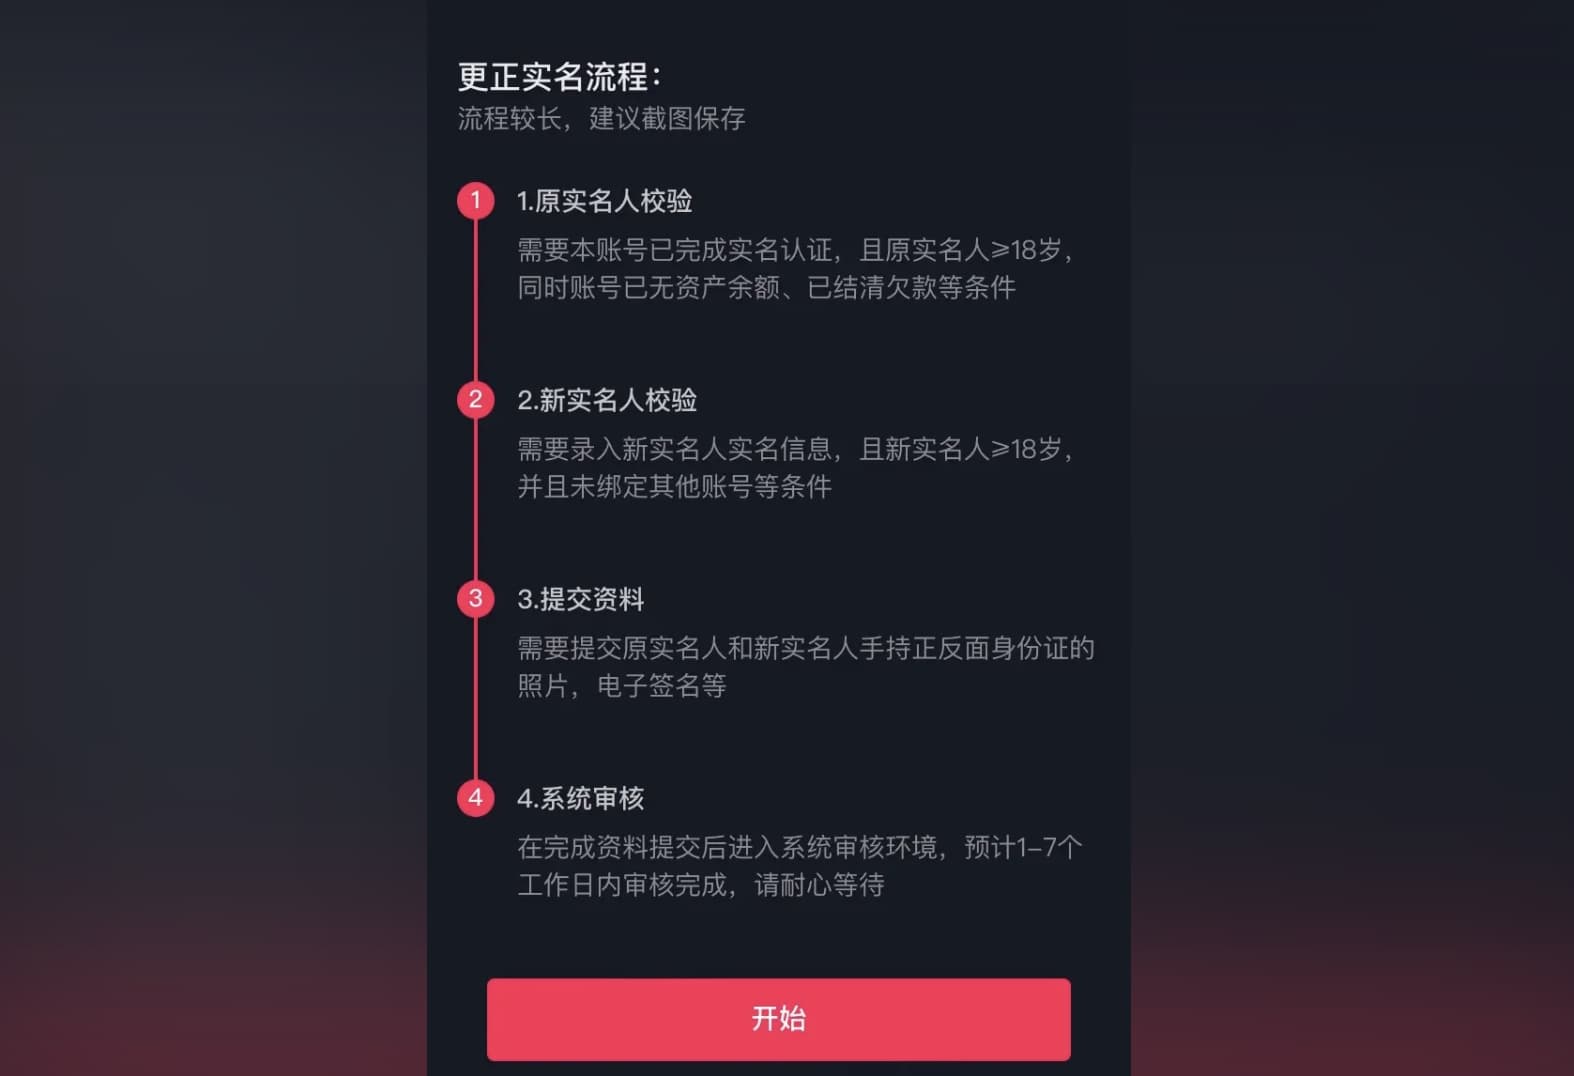 更正实名流程：
流程较长，建议截图保存
1
1.原实名人校验
需要本账号已完成实名认证，且原实名人≥18岁，
同时账号已无资产余额、已结清欠款等条件
2
2.新实名人校验
需要录入新实名人实名信息，且新实名人≥18岁，
并且未绑定其他账号等条件
3
3.提交资料
需要提交原实名人和新实名人手持正反面身份证的
照片，电子签名等
4
4.系统审核
在完成资料提交后进入系统审核环境，预计1-7个
工作日内审核完成，请耐心等待
开始